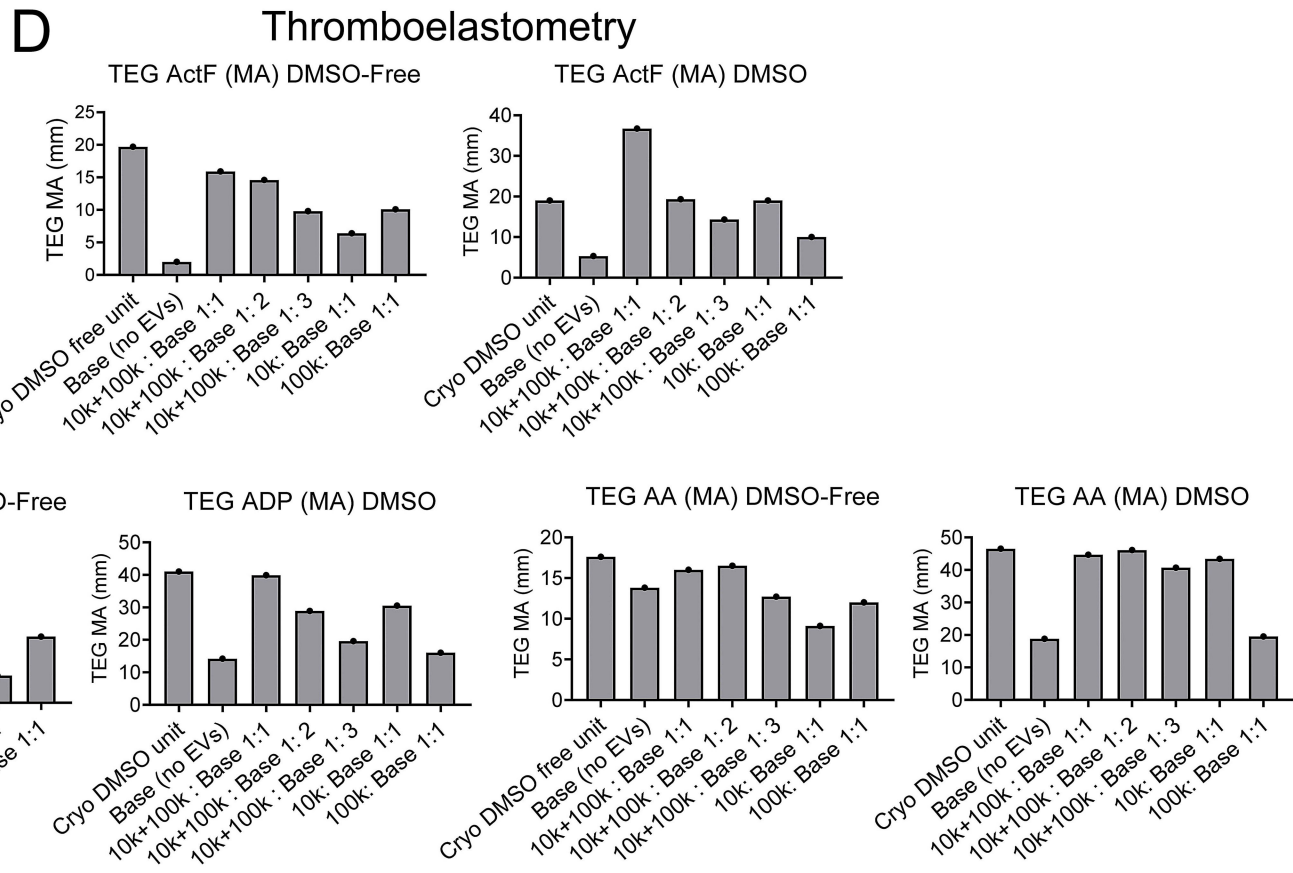 D
Thromboelastometry
TEG ActF (MA) DMSO-Free
TEG MA (mm)
25
20
15
10
5
0
yo DMSO free unit
Base (no EVs)
10k+100k : Base 1:1
10k+100k : Base 1: 2
10k+100k : Base 1: 3
10k: Base 1:1
100k: Base 1:1
TEG ActF (MA) DMSO
TEG MA (mm)
40
30
20
10
0
Cryo DMSO unit
Base (no EVs)
10k+100k : Base 1:1
10k+100k : Base 1: 2
10k+100k : Base 1: 3
10k: Base 1:1
100k: Base 1:1
O-Free
se 1:1
TEG ADP (MA) DMSO
TEG MA (mm)
50
40
30
20
10
0
Cryo DMSO unit
Base (no EVs)
10k+100k : Base 1:1
10k+100k : Base 1: 2
10k+100k : Base 1: 3
10k: Base 1:1
100k: Base 1:1
TEG AA (MA) DMSO-Free
TEG MA (mm)
20
15
10
5
0
Cryo DMSO free unit
Base (no EVs)
10k+100k : Base 1:1
10k+100k : Base 1: 2
10k+100k : Base 1: 3
10k: Base 1:1
100k: Base 1:1
TEG AA (MA) DMSO
TEG MA (mm)
50
40
30
20
10
0
Cryo DMSO unit
Base (no EVs)
10k+100k : Base 1:1
10k+100k : Base 1: 2
10k+100k : Base 1: 3
10k: Base 1:1
100k: Base 1:1